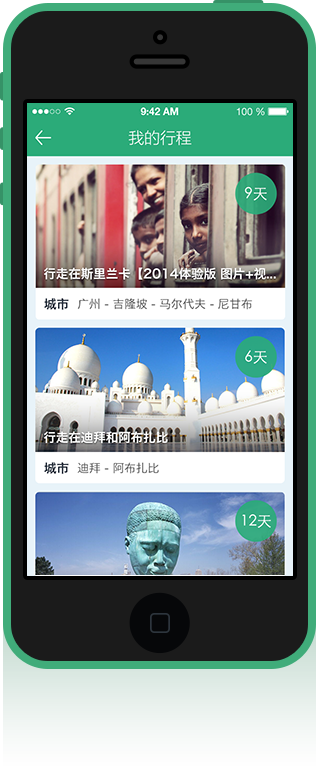 9:42 AM
100 %
我的行程
9天
行走在斯里兰卡【2014体验版 图片+视...
城市 广州 - 吉隆坡 - 马尔代夫 - 尼甘布
6天
行走在迪拜和阿布扎比
城市 迪拜 - 阿布扎比
12天